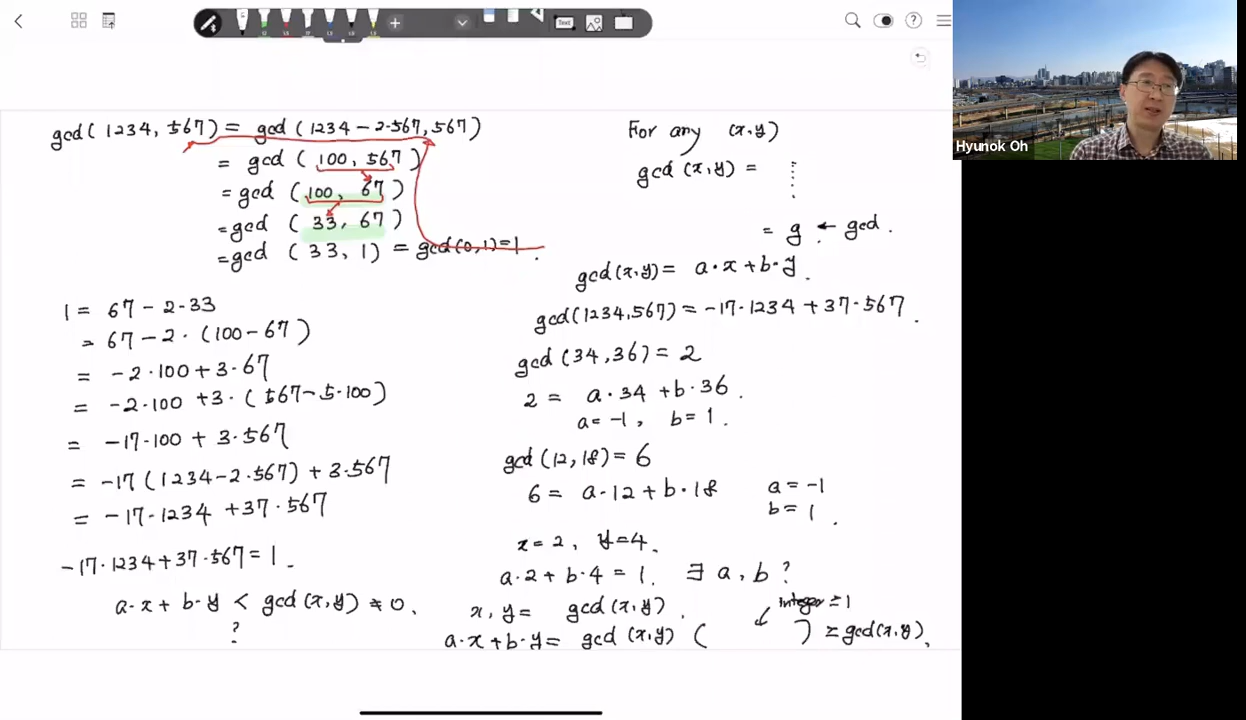 Text
Hyunok Oh
gcd(1234, 567) = gcd(1234-2·567, 567)
= gcd(100, 567)
= gcd(100, 67)
= gcd(33, 67)
= gcd(33, 1) = gcd(0,1)=1.
1 = 67-2·33
= 67-2·(100-67)
= -2·100+3·67
= -2·100+3·(567-5·100)
= -17·100+3·567
= -17(1234-2·567)+3·567
= -17·1234+37·567
-17·1234+37·567=1.
a·x+b·y < gcd(x,y) ≠0.
?
For any (x,y)
gcd(x,y) =
= g ← gcd.
gcd(x,y) = a·x+b·y.
gcd(1234,567) = -17·1234+37·567.
gcd(34,36) = 2
2 = a·34+b·36.
a=-1, b=1.
gcd(12,18) = 6
6 = a·12+b·18 a=-1
b=1.
x=2, y=4.
a·2+b·4=1. ∃ a,b?
x, y = gcd(x,y). integer ≥1
a·x+b·y= gcd(x,y) ( ) ≥gcd(x,y).